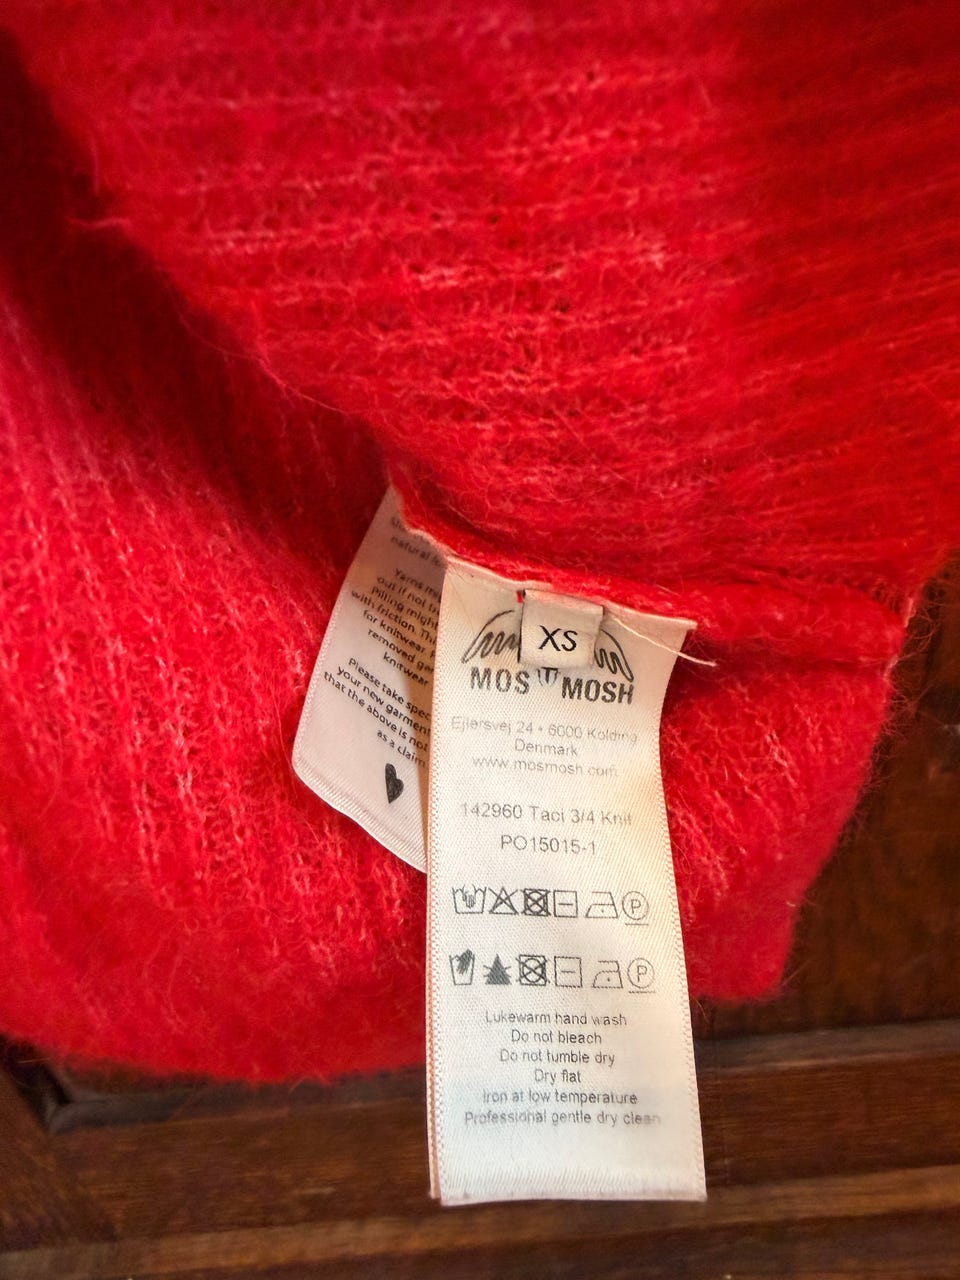 natural
Yarns
out if not
Pilling might
with friction.
for knitwear.
removed
knitwear
Please take
your new garment
that the above is not
as a claim
XS
MOS MOSH
Ejlersvej 24 • 6000 Kolding
Denmark
www.mosmosh.com
142960 Taci 3/4 Knit
PO15015-1
P
P
Lukewarm hand wash
Do not bleach
Do not tumble dry
Dry flat
Iron at low temperature
Professional gentle dry clean